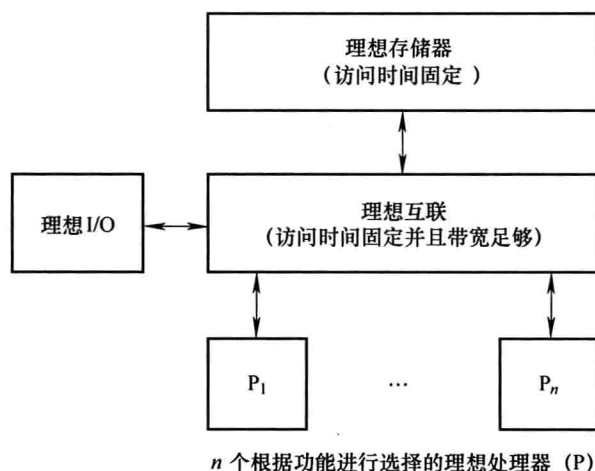 理想存储器
（访问时间固定）
理想互联
（访问时间固定并且带宽足够）
理想I/O
P₁
…
Pₙ
n 个根据功能进行选择的理想处理器（P）